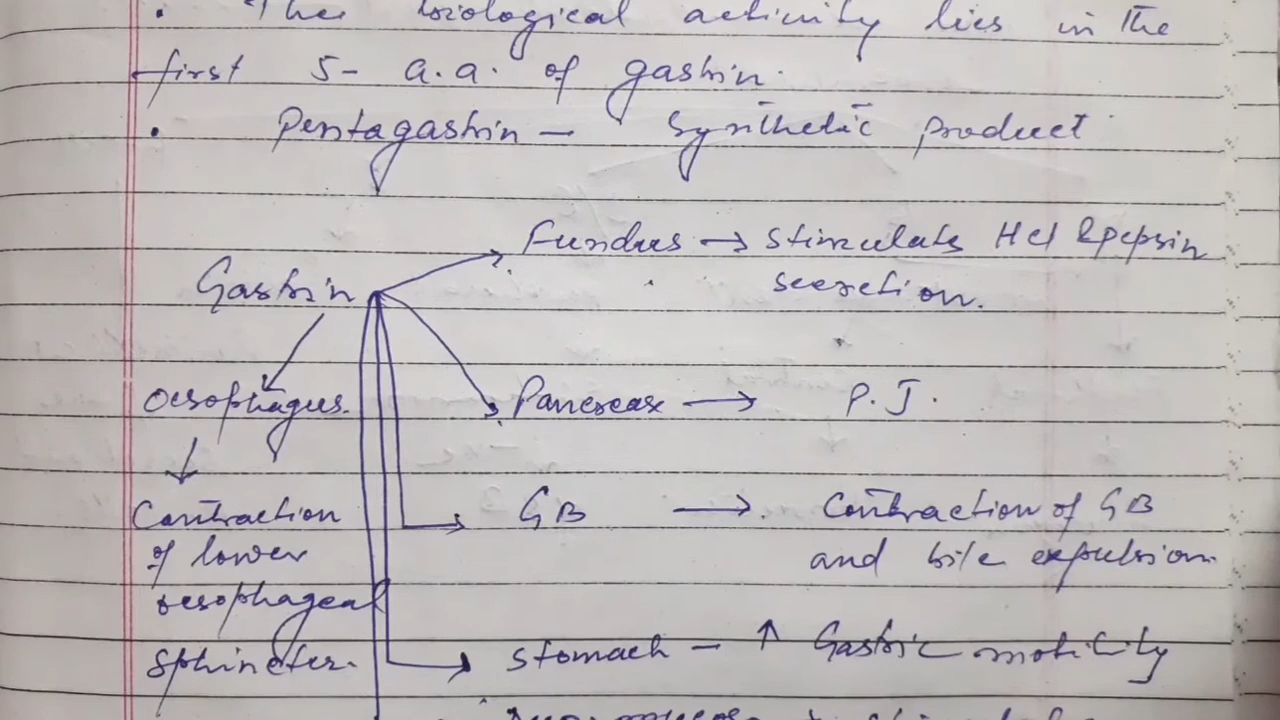 • The biological activity lies in the
first 5- a.a. of gastrin.
• Pentagastrin — Synthetic product
Fundus → Stimulate Hcl & pepsin
secretion.
Gastrin
Oesophagus. Pancreas → P.J.
Contraction GB → Contraction of GB
of lower and bile expulsion.
oesophageal
Sphincter. Stomach - ↑ Gastric motility